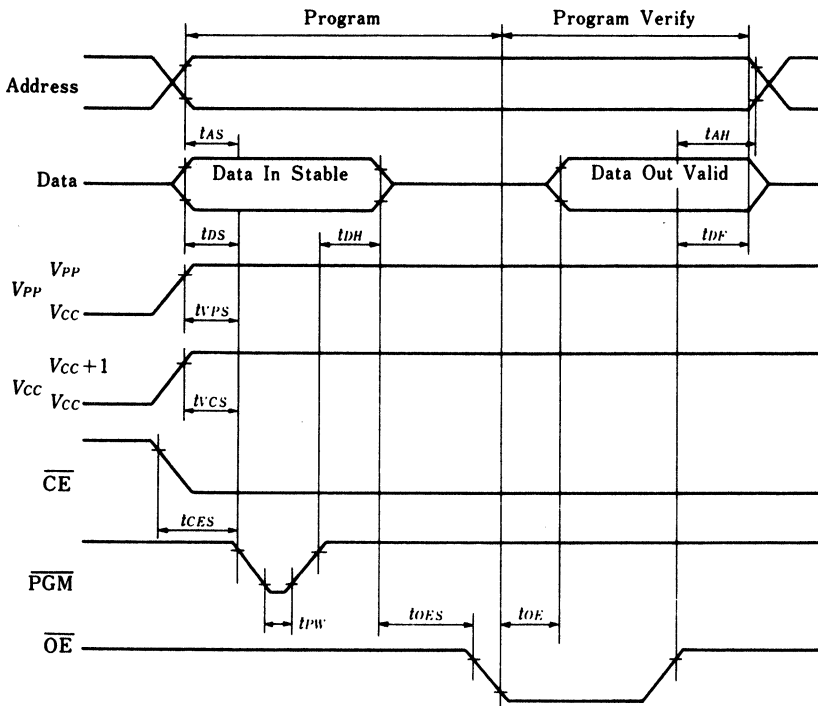 Program Program Verify
Address
tAS tAH
Data Data In Stable Data Out Valid
tDS tDH tDF
VPP
VPP
VCC
tVPS
VCC+1
VCC
VCC
tVCS
CE
tCES
PGM
tPW tOES tOE
OE